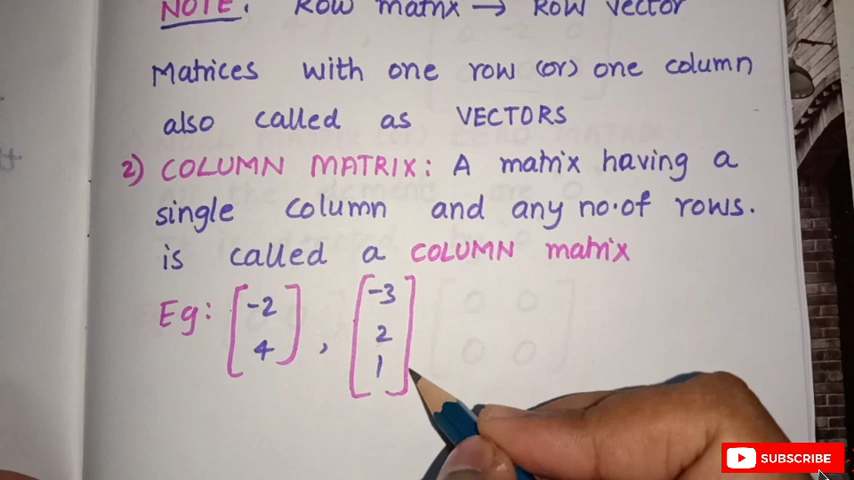 NOTE: Row matrix → Row vector
Matrices with one row (or) one column
also called as VECTORS
2) COLUMN MATRIX: A matrix having a
single column and any no. of rows.
is called a COLUMN matrix
Eg: [-2 , [-3
4] 2
1]
SUBSCRIBE